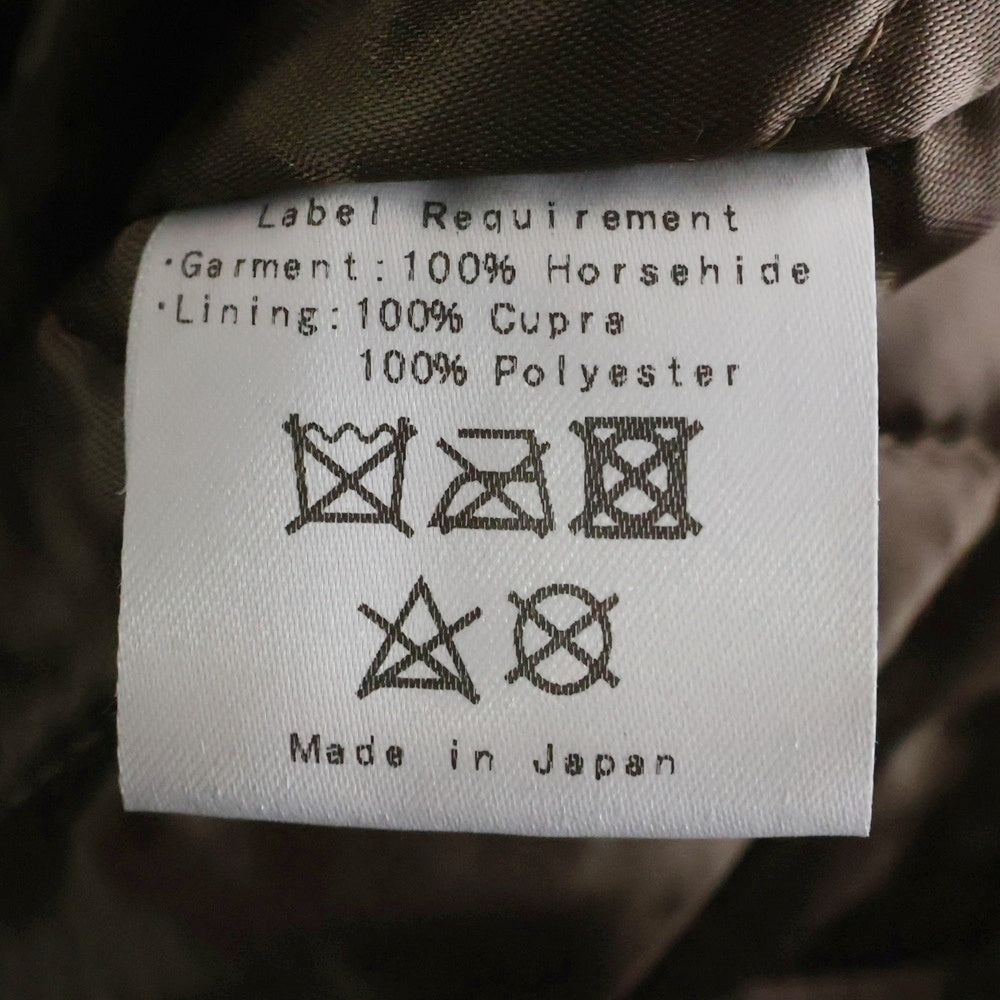 Label Requirement
·Garment:100% Horsehide
·Lining:100% Cupra
100% Polyester
Made in Japan